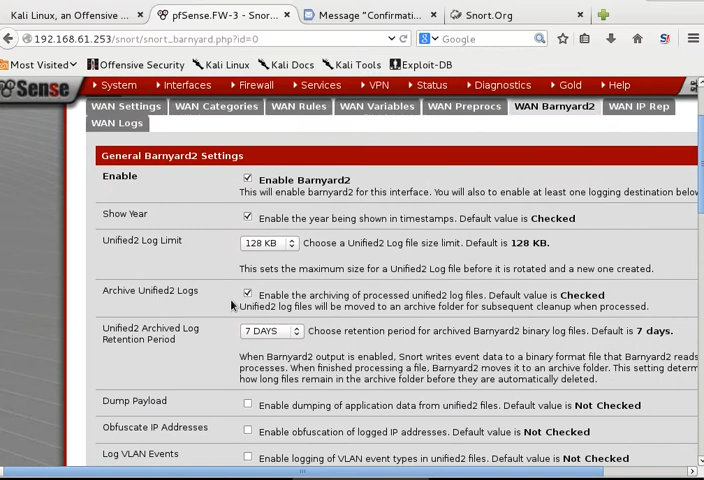 Kali Linux, an Offensive ... × pfSense.FW-3 - Snor... × Message "Confirmati... × Snort.Org ×
192.168.61.253/snort/snort_barnyard.php?id=0 Google
Most Visited Offensive Security Kali Linux Kali Docs Kali Tools Exploit-DB
Sense System Interfaces Firewall Services VPN Status Diagnostics Gold Help
WAN Settings WAN Categories WAN Rules WAN Variables WAN Preprocs WAN Barnyard2 WAN IP Rep
WAN Logs
General Barnyard2 Settings
Enable Enable Barnyard2
This will enable barnyard2 for this interface. You will also to enable at least one logging destination below
Show Year Enable the year being shown in timestamps. Default value is Checked
Unified2 Log Limit 128 KB Choose a Unified2 Log file size limit. Default is 128 KB.
This sets the maximum size for a Unified2 Log file before it is rotated and a new one created.
Archive Unified2 Logs Enable the archiving of processed unified2 log files. Default value is Checked
Unified2 log files will be moved to an archive folder for subsequent cleanup when processed.
Unified2 Archived Log 7 DAYS Choose retention period for archived Barnyard2 binary log files. Default is 7 days.
Retention Period
When Barnyard2 output is enabled, Snort writes event data to a binary format file that Barnyard2 reads
processes. When finished processing a file, Barnyard2 moves it to an archive folder. This setting determ
how long files remain in the archive folder before they are automatically deleted.
Dump Payload Enable dumping of application data from unified2 files. Default value is Not Checked
Obfuscate IP Addresses Enable obfuscation of logged IP addresses. Default value is Not Checked
Log VLAN Events Enable logging of VLAN event types in unified2 files. Default value is Not Checked